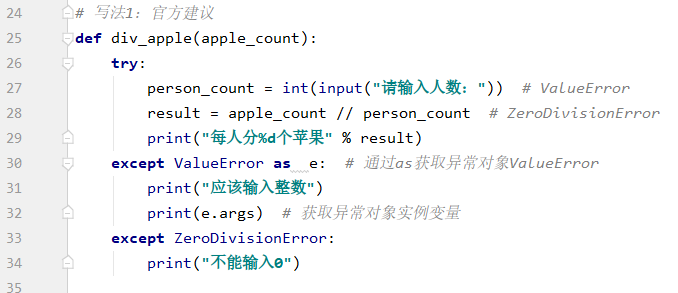 24 # 写法1：官方建议
25 def div_apple(apple_count):
26     try:
27         person_count = int(input("请输入人数："))  # ValueError
28         result = apple_count // person_count  # ZeroDivisionError
29         print("每人分%d个苹果" % result)
30     except ValueError as  e:  # 通过as获取异常对象ValueError
31         print("应该输入整数")
32         print(e.args)  # 获取异常对象实例变量
33     except ZeroDivisionError:
34         print("不能输入0")
35